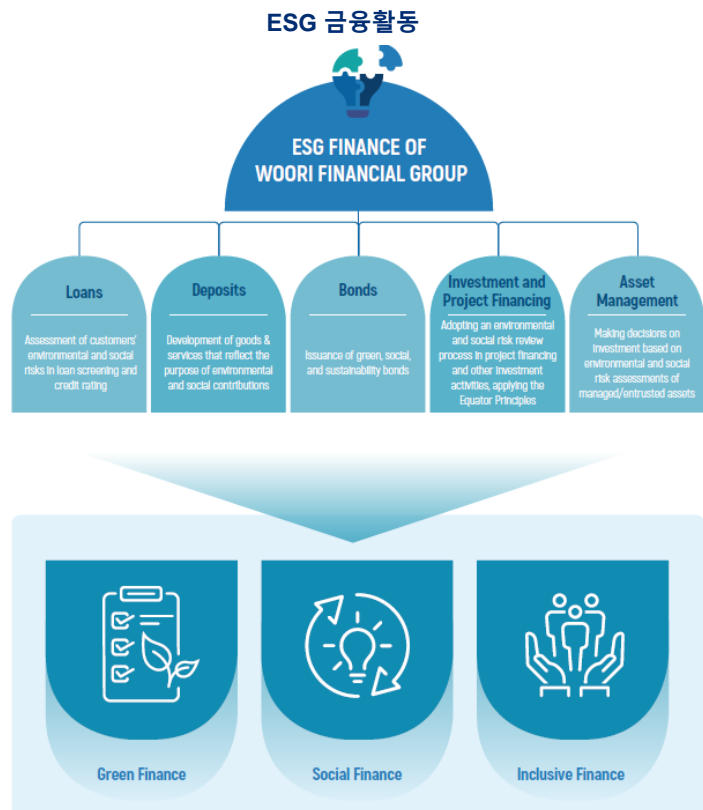 ESG 금융활동
ESG FINANCE OF
WOORI FINANCIAL GROUP
Loans
Assessment of customers'
environmental and social
risks in loan screening and
credit rating
Deposits
Development of goods &
services that reflect the
purpose of environmental
and social contributions
Bonds
Issuance of green, social,
and sustainability bonds
Investment and
Project Financing
Adopting an environmental
and social risk review
process in project financing
and other investment
activities, applying the
Equator Principles
Asset
Management
Making decisions on
investment based on
environmental and social
risk assessments of
managed/entrusted assets
Green Finance
Social Finance
Inclusive Finance